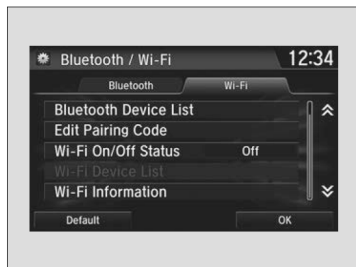 Bluetooth / Wi-Fi
12:34
Bluetooth
Wi-Fi
Bluetooth Device List
Edit Pairing Code
Wi-Fi On/Off Status
Off
Wi-Fi Device List
Wi-Fi Information
Default
OK